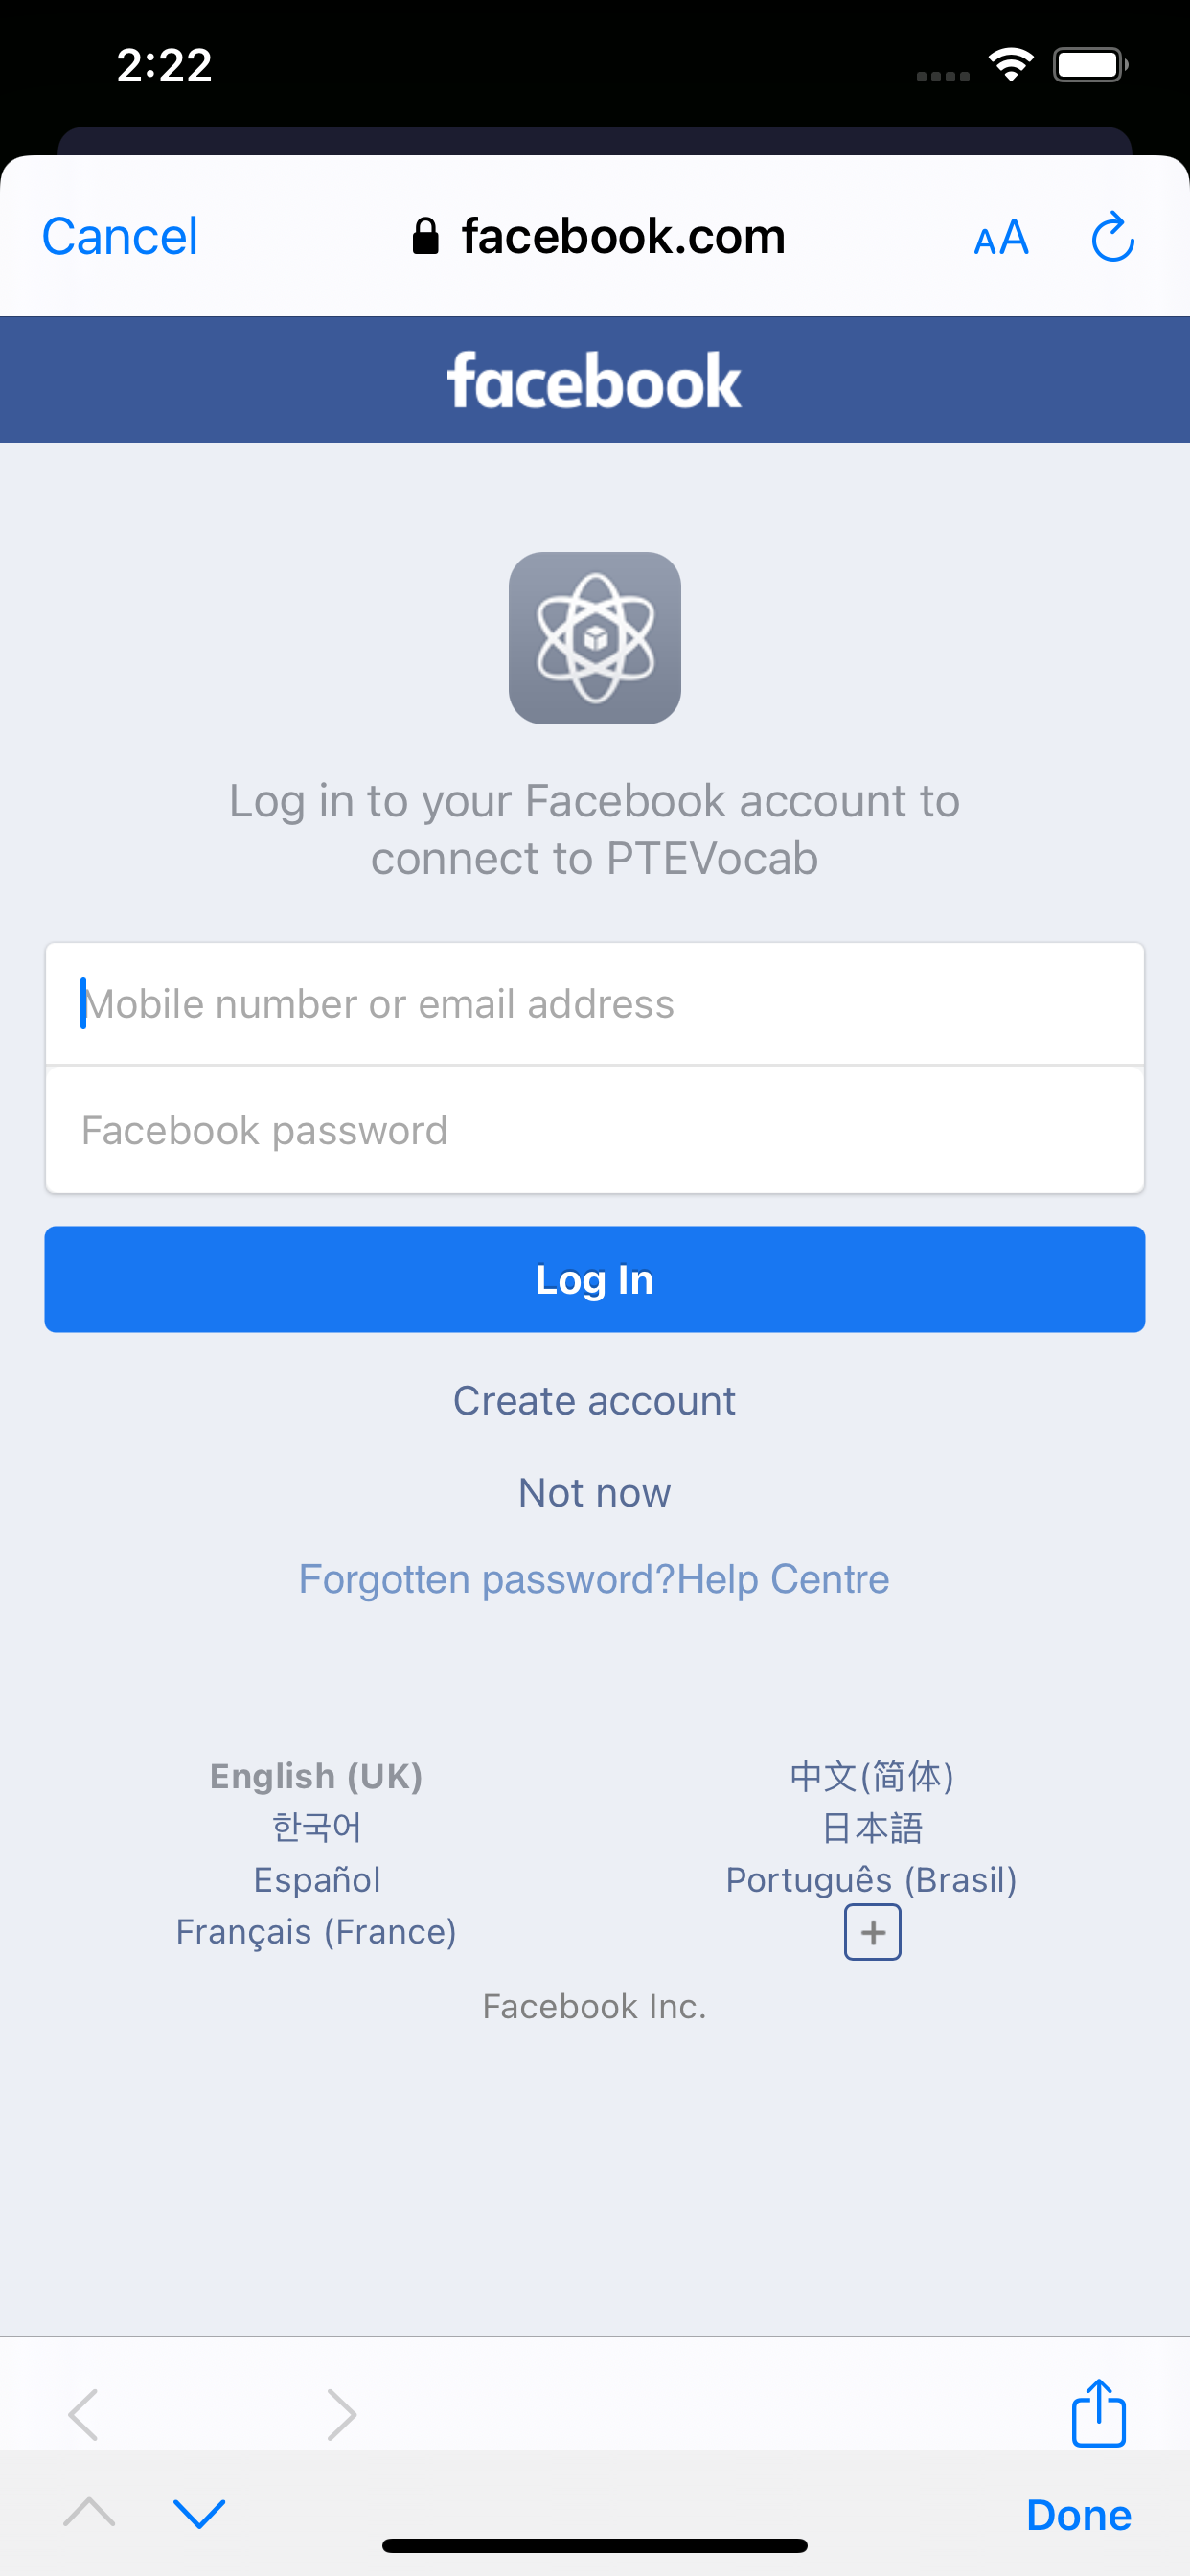 2:22
Cancel
facebook.com
AA
facebook
Log in to your Facebook account to
connect to PTEVocab
Mobile number or email address
Facebook password
Log In
Create account
Not now
Forgotten password?Help Centre
English (UK)
中文(简体)
한국어
日本語
Español
Português (Brasil)
Français (France)
+
Facebook Inc.
Done